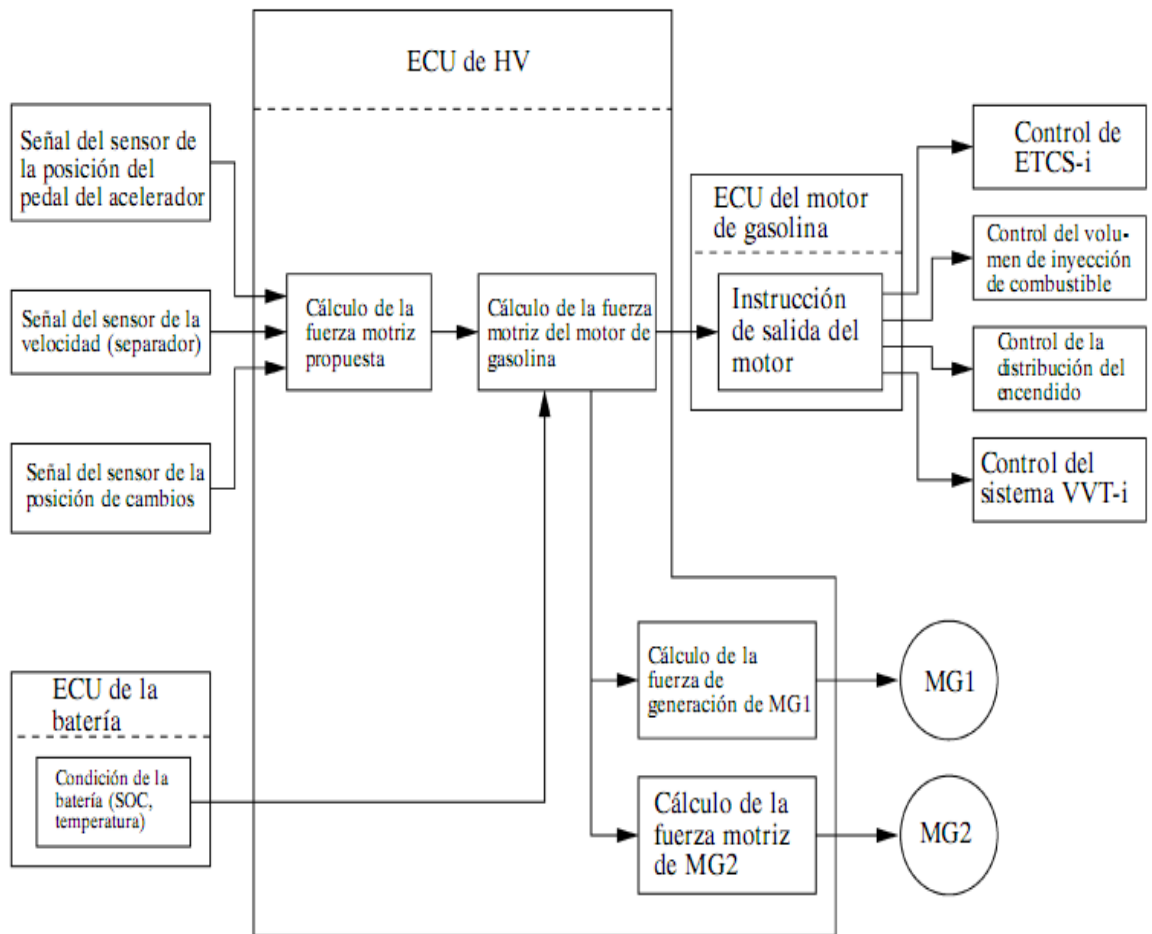 ECU de HV
Señal del sensor de
la posición del
pedal del acelerador
Señal del sensor de la
velocidad (separador)
Señal del sensor de la
posición de cambios
Cálculo de la
fuerza motriz
propuesta
Cálculo de la fuerza
motriz del motor de
gasolina
ECU del motor
de gasolina
Instrucción
de salida del
motor
Control de
ETCS-i
Control del volu-
men de inyección
de combustible
Control de la
distribución del
encendido
Control del
sistema VVT-i
ECU de la
batería
Condición de la
batería (SOC,
temperatura)
Cálculo de la
fuerza de
generación de MG1
MG1
Cálculo de la
fuerza motriz
de MG2
MG2